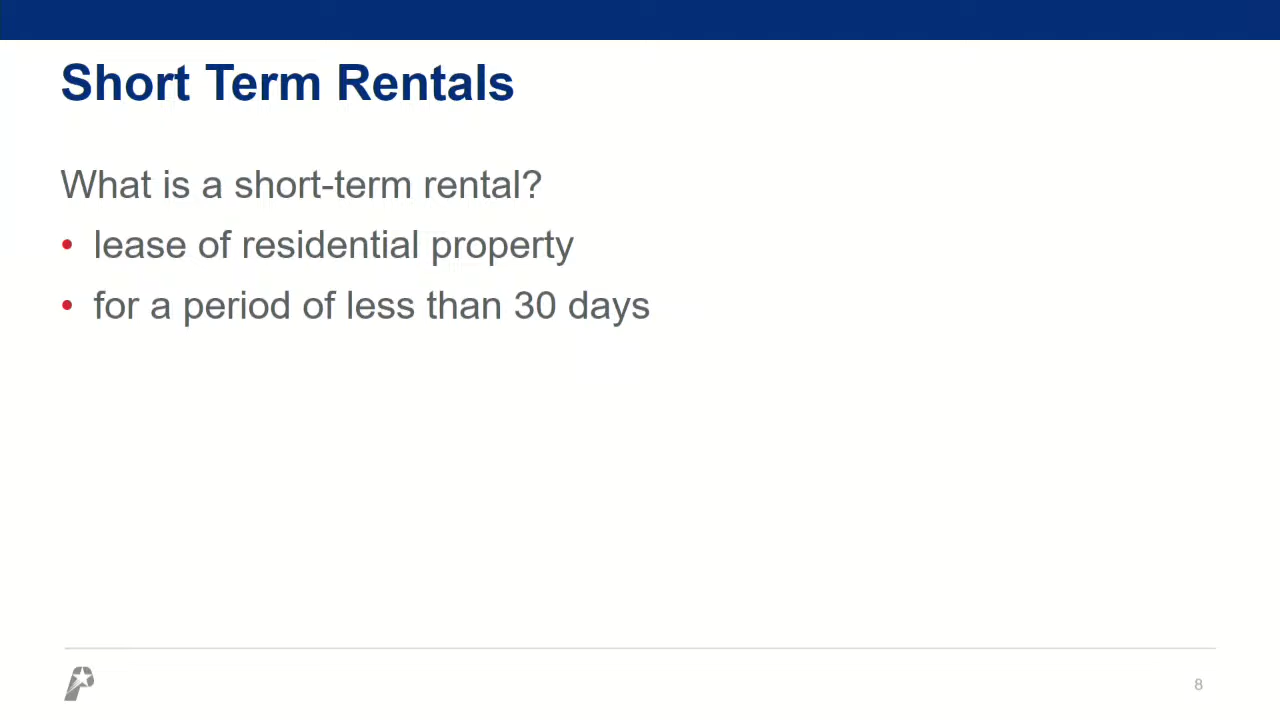 Short Term Rentals
What is a short-term rental?
• lease of residential property
• for a period of less than 30 days
8